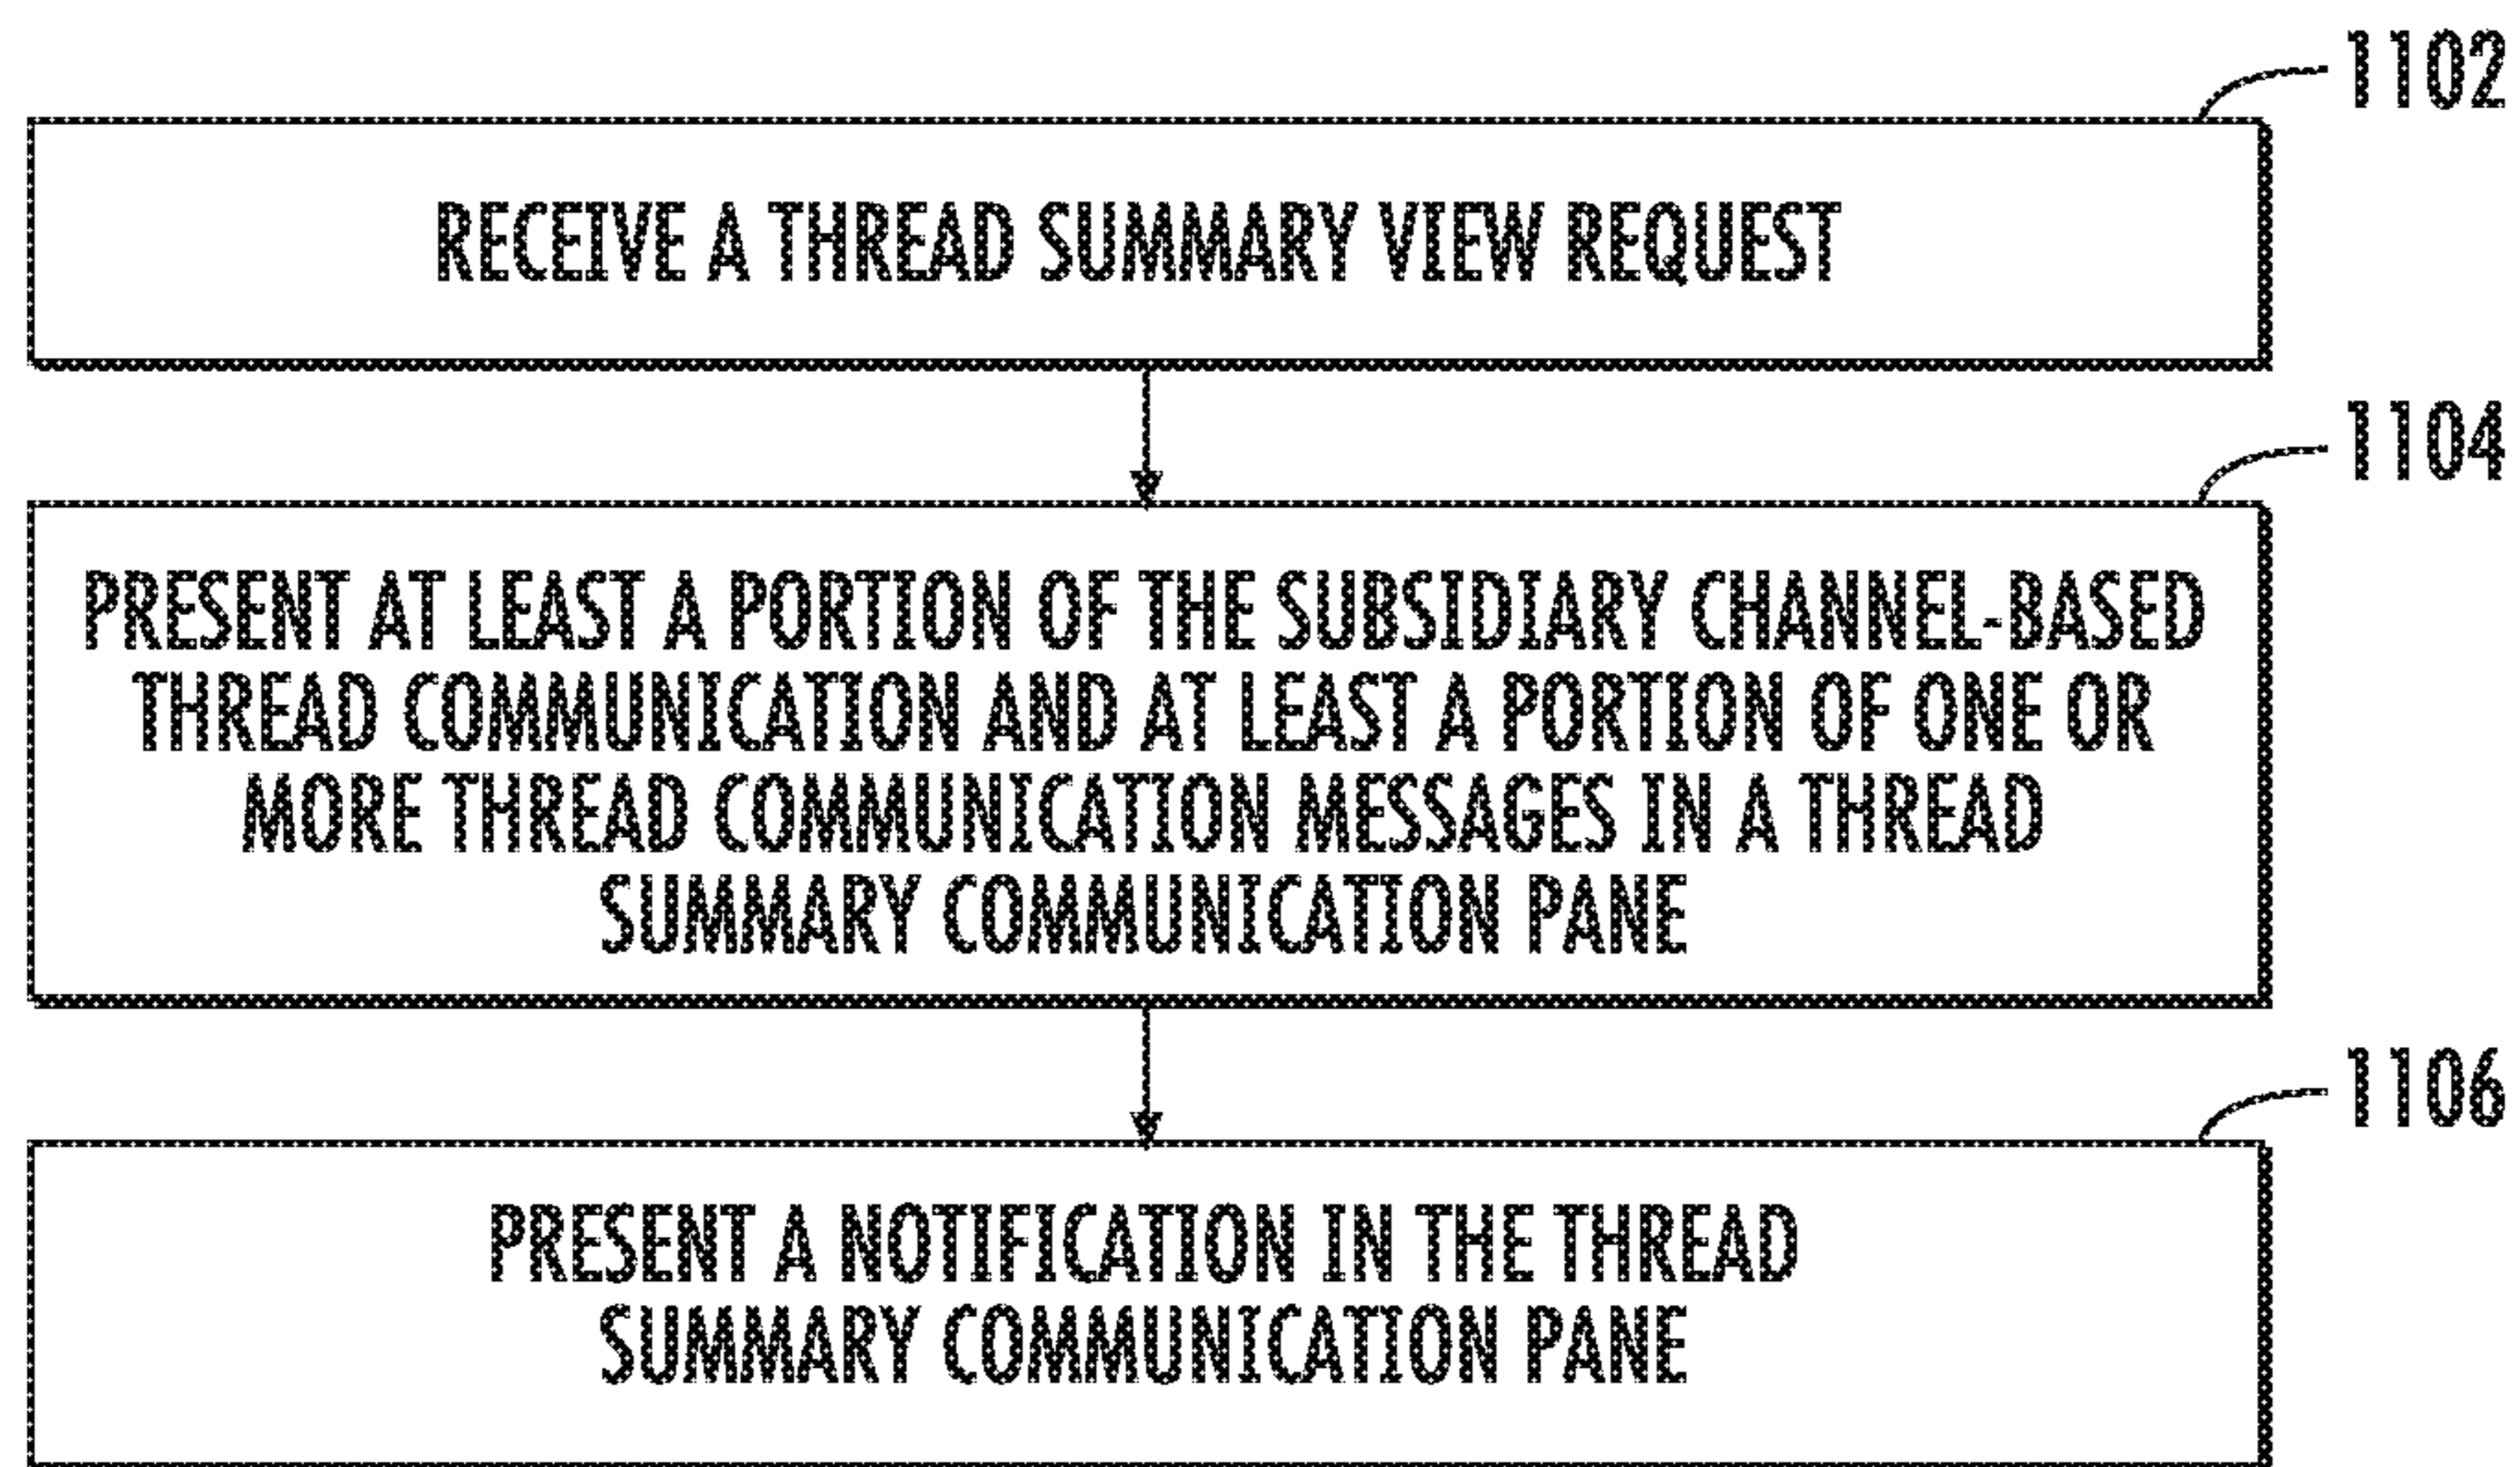 1102
RECEIVE A THREAD SUMMARY VIEW REQUEST
1104
PRESENT AT LEAST A PORTION OF THE SUBSIDIARY CHANNEL-BASED
THREAD COMMUNICATION AND AT LEAST A PORTION OF ONE OR
MORE THREAD COMMUNICATION MESSAGES IN A THREAD
SUMMARY COMMUNICATION PANE
1106
PRESENT A NOTIFICATION IN THE THREAD
SUMMARY COMMUNICATION PANE